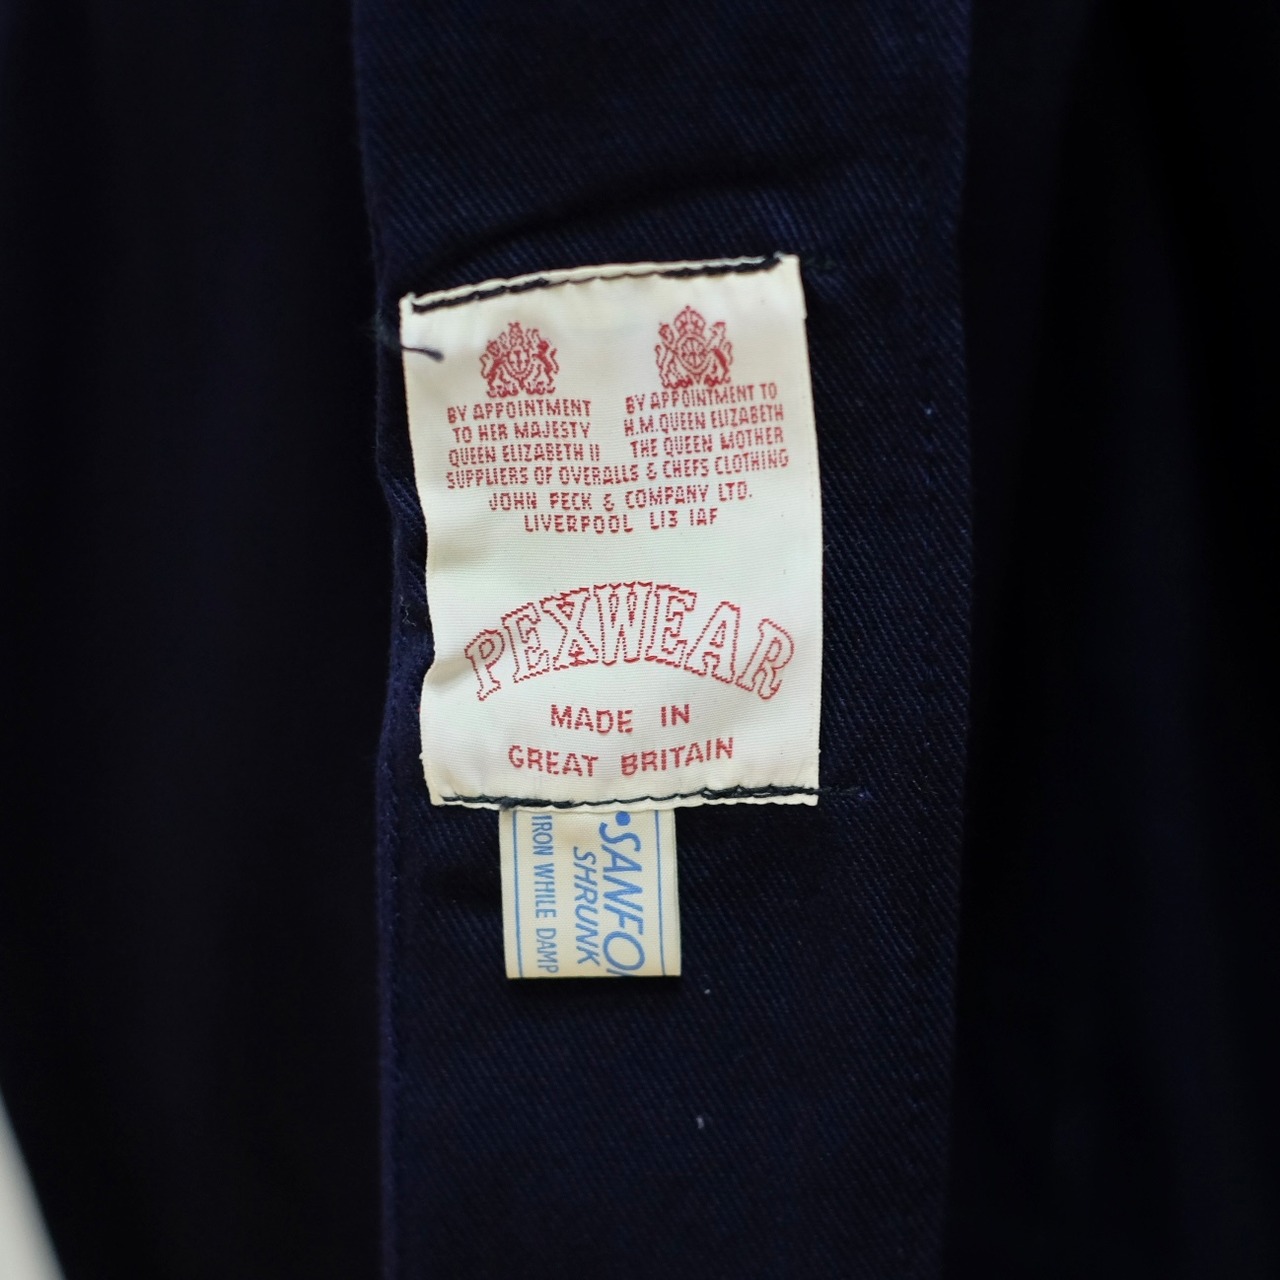 BY APPOINTMENT
TO HER MAJESTY
QUEEN ELIZABETH II
BY APPOINTMENT TO
H.M. QUEEN ELIZABETH
THE QUEEN MOTHER
SUPPLIERS OF OVERALLS & CHEFS CLOTHING
JOHN PECK & COMPANY LTD.
LIVERPOOL L13 1AF
PEXWEAR
MADE IN
GREAT BRITAIN
•SANFO
SHRUNK
IRON WHILE DAMP